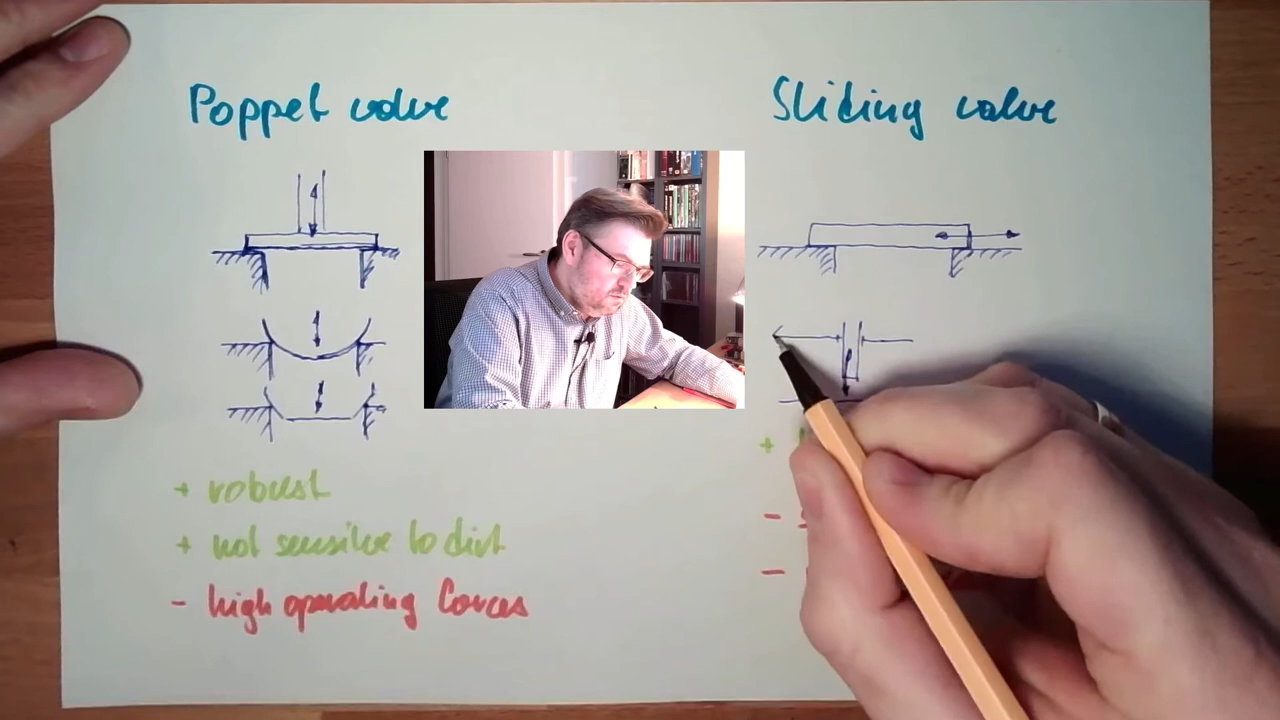 Poppet valve
Sliding valve
+ robust
+ not sensitive to dirt
- high operating forces
+
-
-